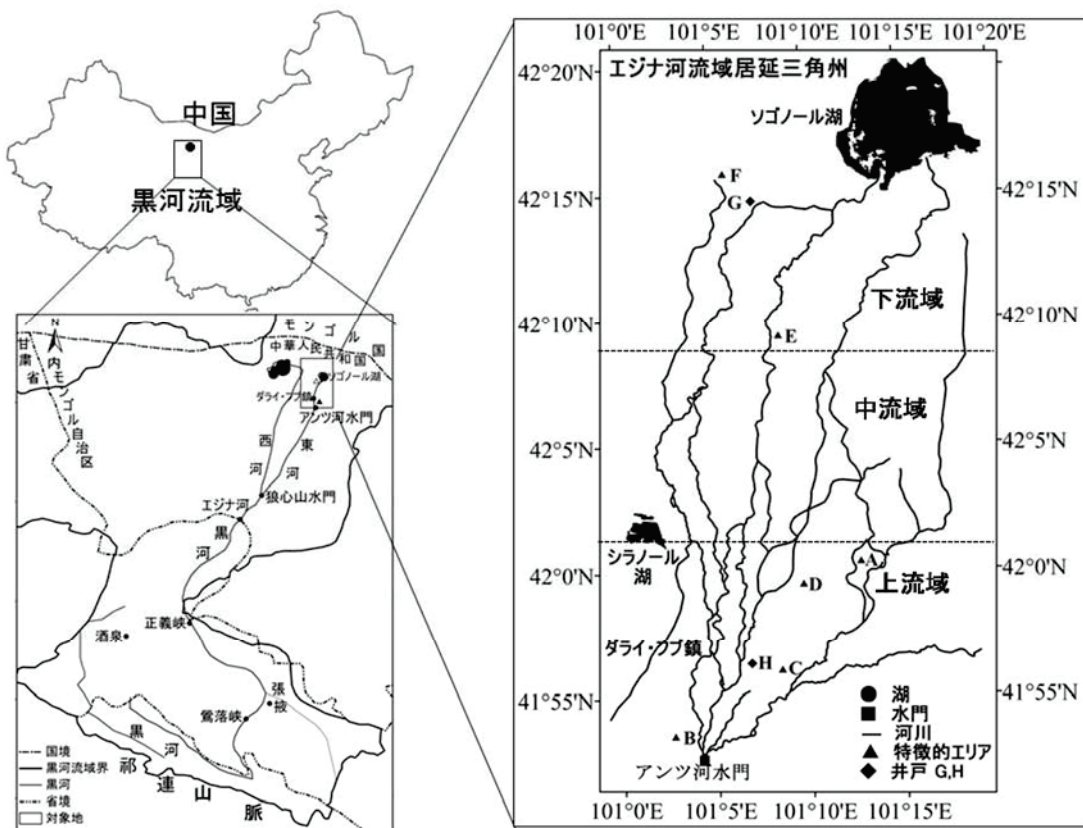 中国
黒河流域
N
モンゴル
中華人民共和国 国
甘粛省
内モンゴル自治区
ソゴノール湖
ダライ・フブ鎮
アンツ河水門
西河
東河
狼心山水門
エジナ河
黒河
正義峡
酒泉
張掖
鶯落峡
黒河
祁連山脈
国境
黒河流域界
黒河
省境
対象地
101°0'E 101°5'E 101°10'E 101°15'E 101°20'E
エジナ河流域居延三角州
42°20'N
ソゴノール湖
F
42°15'N
42°15'N
G
下流域
42°10'N
42°10'N
E
中流域
42°5'N
42°5'N
シラノール湖
42°0'N
42°0'N
A
上流域
D
ダライ・フブ鎮
H
C
41°55'N
41°55'N
B
アンツ河水門
湖
水門
河川
特徴的エリア
井戸 G,H
101°0'E 101°5'E 101°10'E 101°15'E